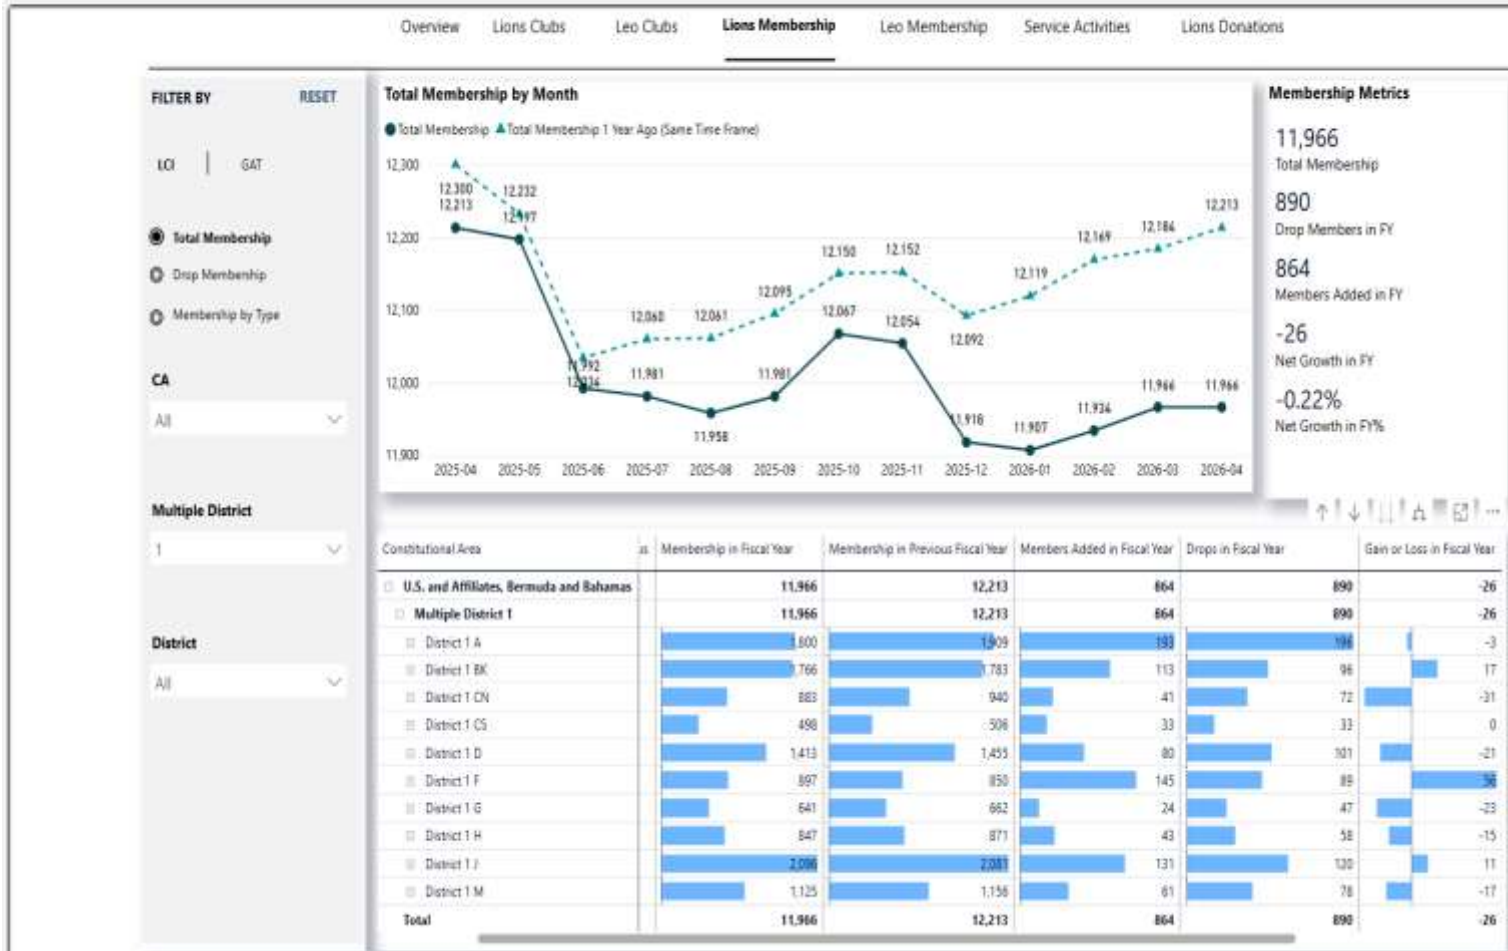 Overview Lions Clubs Leo Clubs Lions Membership Leo Membership Service Activities Lions Donations
FILTER BY RESET
LCI GAT
Total Membership
Drop Membership
Membership by Type
CA
All
Multiple District
1
District
All
Total Membership by Month
Total Membership Total Membership 1 Year Ago (Same Time Frame)
12,300
12,200
12,100
12,000
11,900
12,300 12,232 12,060 12,061 12,095 12,150 12,152 12,092 12,119 12,169 12,184 12,213
12,213 12,197 11,992 11,981 11,958 11,981 12,067 12,054 11,918 11,907 11,934 11,966 11,966
2025-04 2025-05 2025-06 2025-07 2025-08 2025-09 2025-10 2025-11 2025-12 2026-01 2026-02 2026-03 2026-04
Membership Metrics
11,966
Total Membership
890
Drop Members in FY
864
Members Added in FY
-26
Net Growth in FY
-0.22%
Net Growth in FY%
Constitutional Area Membership in Fiscal Year Membership in Previous Fiscal Year Members Added in Fiscal Year Drops in Fiscal Year Gain or Loss in Fiscal Year
U.S. and Affiliates, Bermuda and Bahamas 11,966 12,213 864 890 -26
Multiple District 1 11,966 12,213 864 890 -26
District 1 A 1,800 1,909 193 196 -3
District 1 BK 1,766 1,783 113 96 17
District 1 CN 883 940 41 72 -31
District 1 CS 498 506 33 33 0
District 1 D 1,413 1,455 80 101 -21
District 1 F 897 850 145 89 56
District 1 G 641 662 24 47 -23
District 1 H 847 871 43 58 -15
District 1 J 2,096 2,081 131 120 11
District 1 M 1,125 1,156 61 78 -17
Total 11,966 12,213 864 890 -26